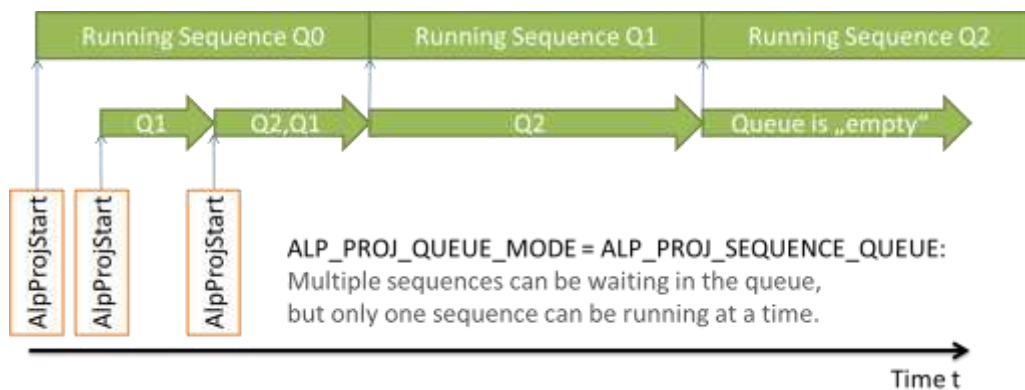 Running Sequence Q0
Running Sequence Q1
Running Sequence Q2
Q1
Q2,Q1
Q2
Queue is „empty“
AlpProjStart
AlpProjStart
AlpProjStart
ALP_PROJ_QUEUE_MODE = ALP_PROJ_SEQUENCE_QUEUE:
Multiple sequences can be waiting in the queue,
but only one sequence can be running at a time.
Time t